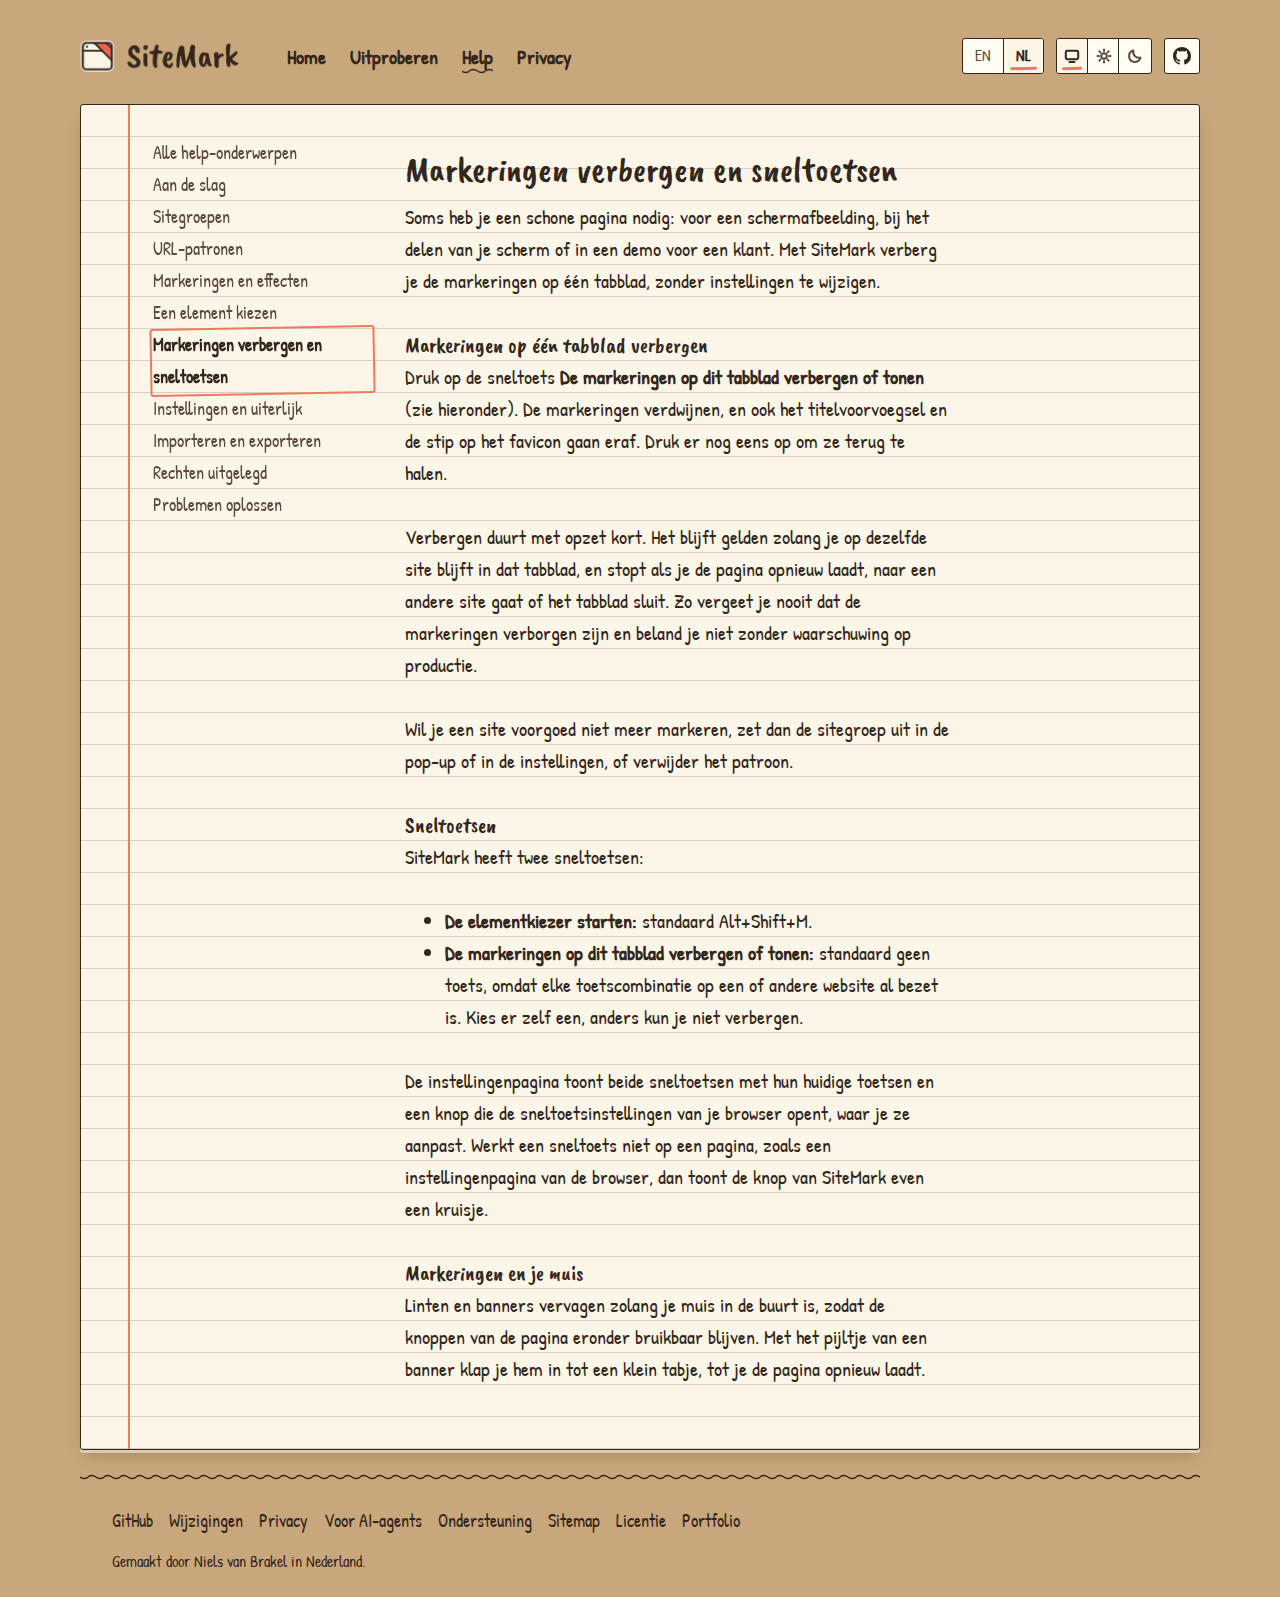 SiteMark
Home
Uitproberen
Help
Privacy
EN
NL
Alle help-onderwerpen
Aan de slag
Sitegroepen
URL-patronen
Markeringen en effecten
Een element kiezen
Markeringen verbergen en
sneltoetsen
Instellingen en uiterlijk
Importeren en exporteren
Rechten uitgelegd
Problemen oplossen
Markeringen verbergen en sneltoetsen
Soms heb je een schone pagina nodig: voor een schermafbeelding, bij het
delen van je scherm of in een demo voor een klant. Met SiteMark verberg
je de markeringen op één tabblad, zonder instellingen te wijzigen.
Markeringen op één tabblad verbergen
Druk op de sneltoets De markeringen op dit tabblad verbergen of tonen
(zie hieronder). De markeringen verdwijnen, en ook het titelvoorvoegsel en
de stip op het favicon gaan eraf. Druk er nog eens op om ze terug te
halen.
Verbergen duurt met opzet kort. Het blijft gelden zolang je op dezelfde
site blijft in dat tabblad, en stopt als je de pagina opnieuw laadt, naar een
andere site gaat of het tabblad sluit. Zo vergeet je nooit dat de
markeringen verborgen zijn en beland je niet zonder waarschuwing op
productie.
Wil je een site voorgoed niet meer markeren, zet dan de sitegroep uit in de
pop-up of in de instellingen, of verwijder het patroon.
Sneltoetsen
SiteMark heeft twee sneltoetsen:
De elementkiezer starten: standaard Alt+Shift+M.
De markeringen op dit tabblad verbergen of tonen: standaard geen
toets, omdat elke toetscombinatie op een of andere website al bezet
is. Kies er zelf een, anders kun je niet verbergen.
De instellingenpagina toont beide sneltoetsen met hun huidige toetsen en
een knop die de sneltoetsinstellingen van je browser opent, waar je ze
aanpast. Werkt een sneltoets niet op een pagina, zoals een
instellingenpagina van de browser, dan toont de knop van SiteMark even
een kruisje.
Markeringen en je muis
Linten en banners vervagen zolang je muis in de buurt is, zodat de
knoppen van de pagina eronder bruikbaar blijven. Met het pijltje van een
banner klap je hem in tot een klein tabje, tot je de pagina opnieuw laadt.
GitHub
Wijzigingen
Privacy
Voor AI-agents
Ondersteuning
Sitemap
Licentie
Portfolio
Gemaakt door Niels van Brakel in Nederland.